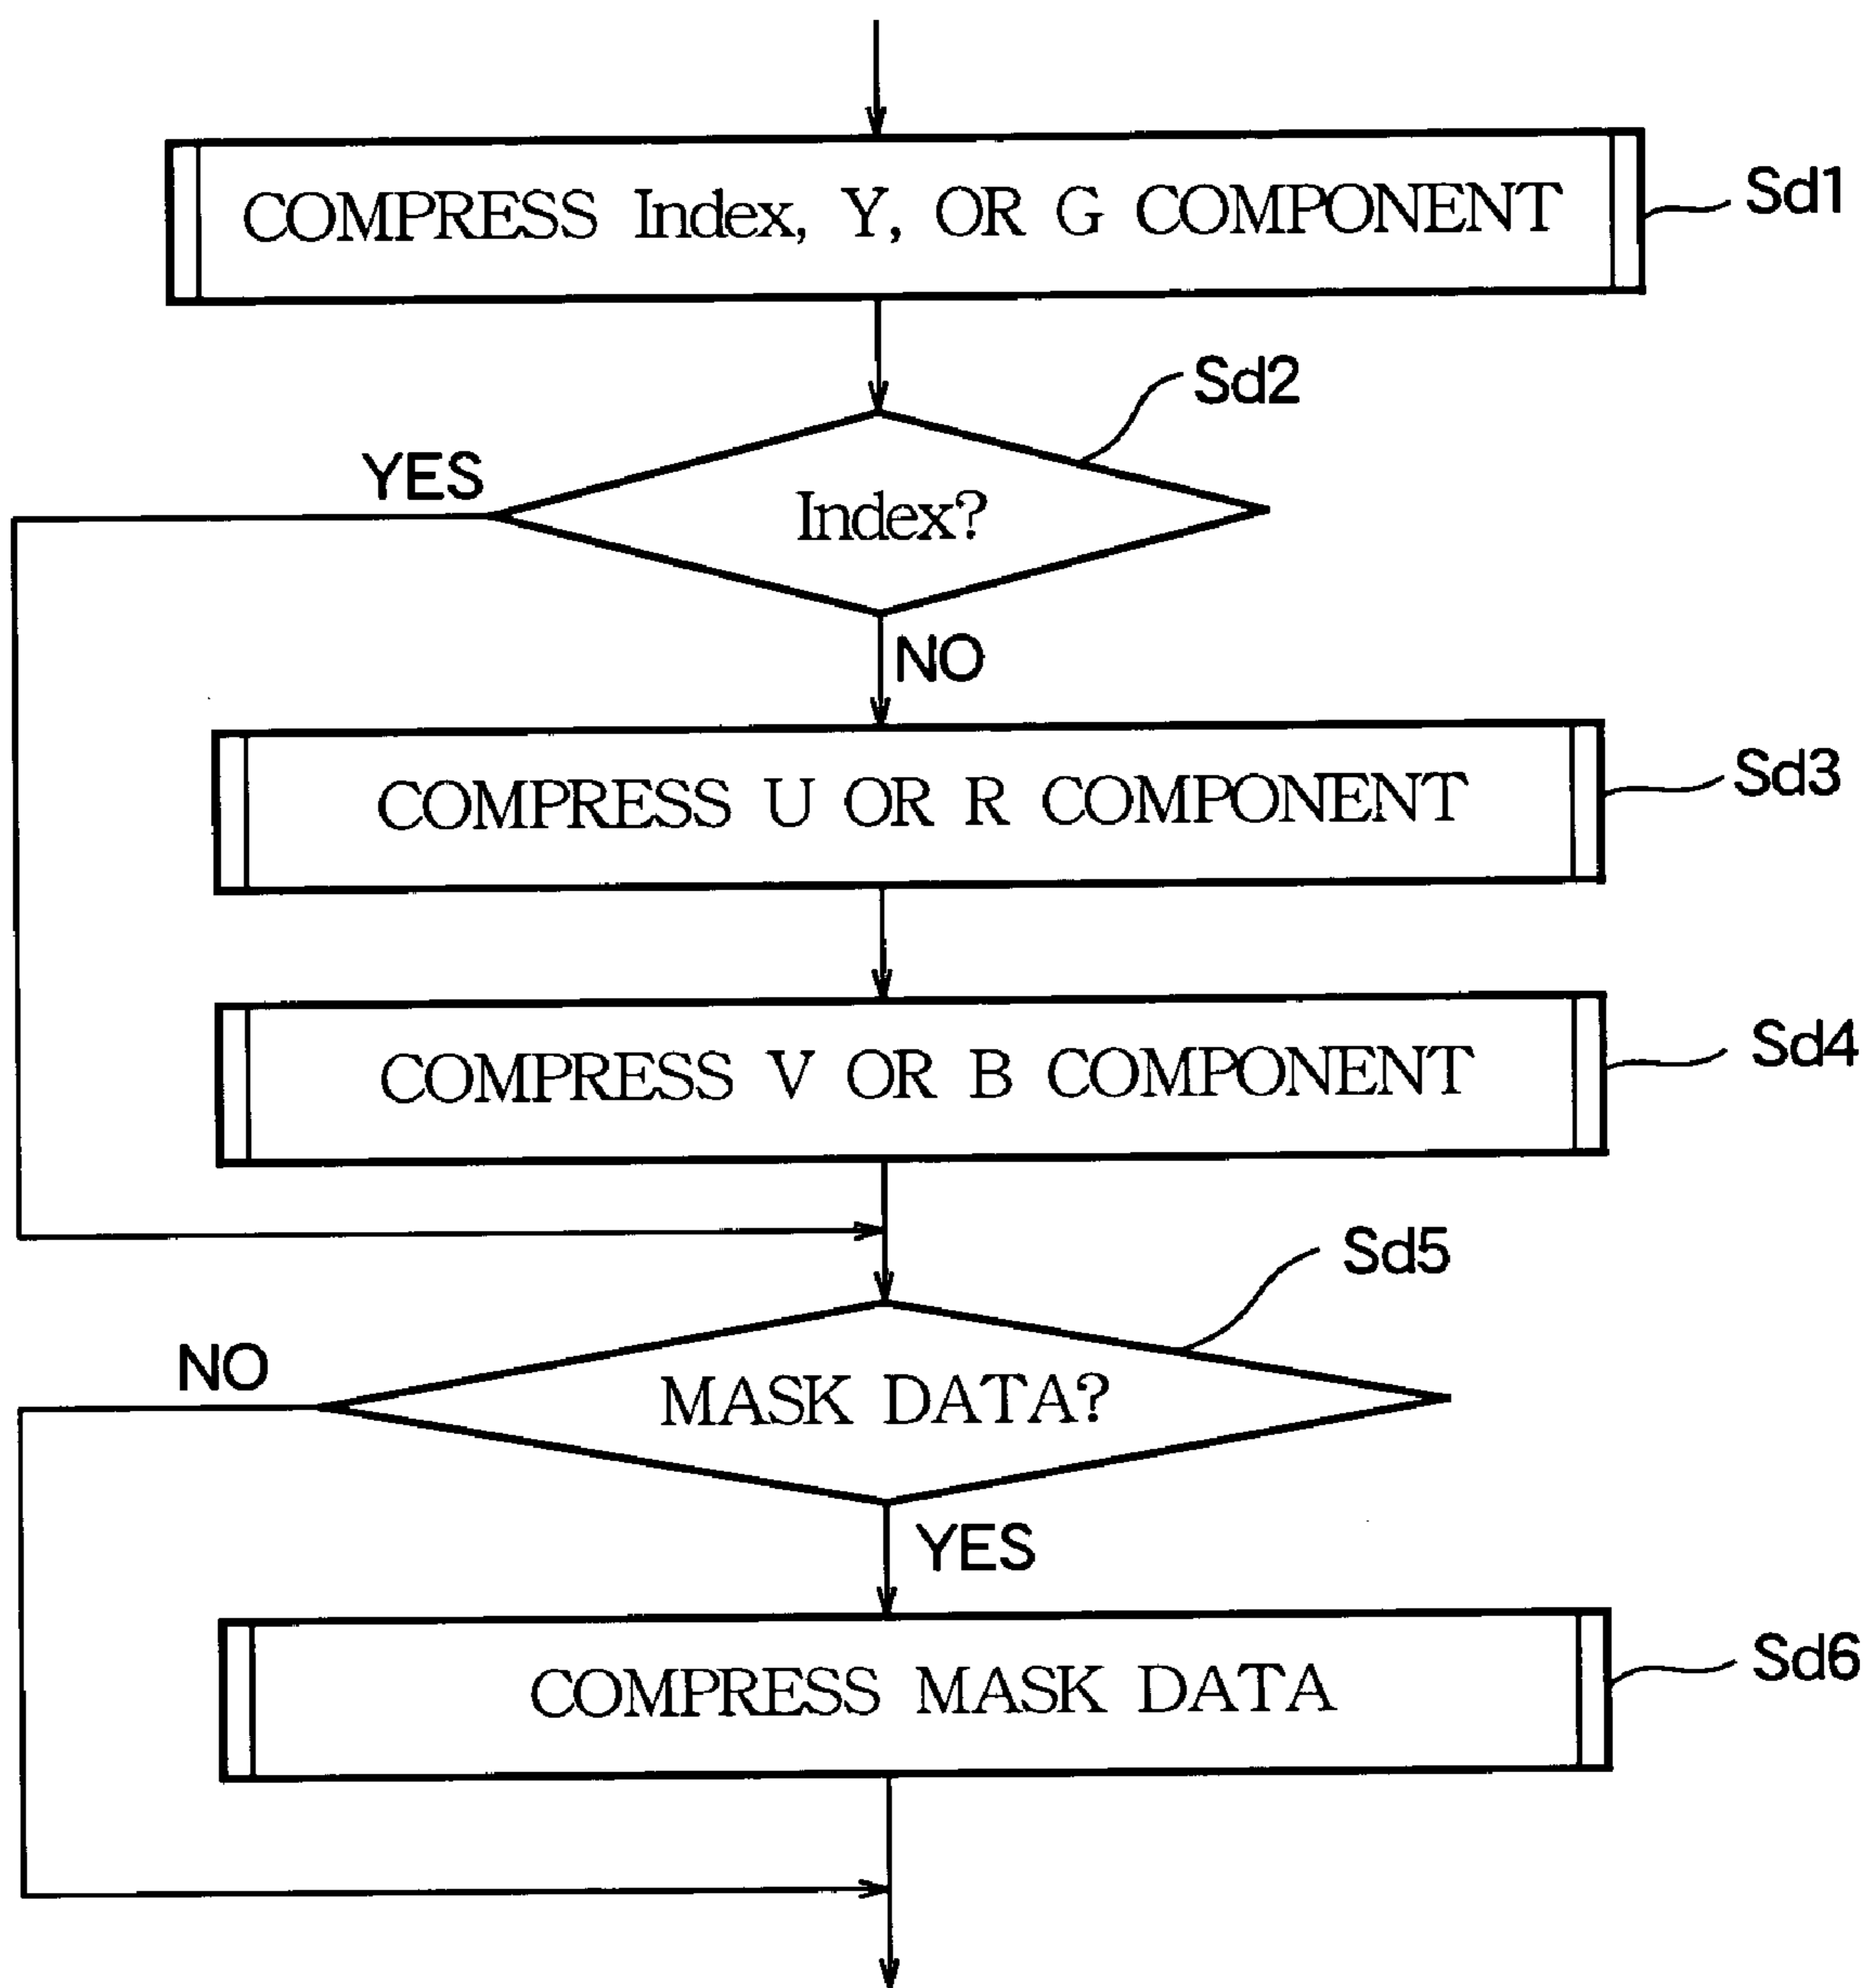 COMPRESS Index, Y, OR G COMPONENT
Sd1
Sd2
YES
Index?
NO
COMPRESS U OR R COMPONENT
Sd3
COMPRESS V OR B COMPONENT
Sd4
Sd5
NO
MASK DATA?
YES
COMPRESS MASK DATA
Sd6